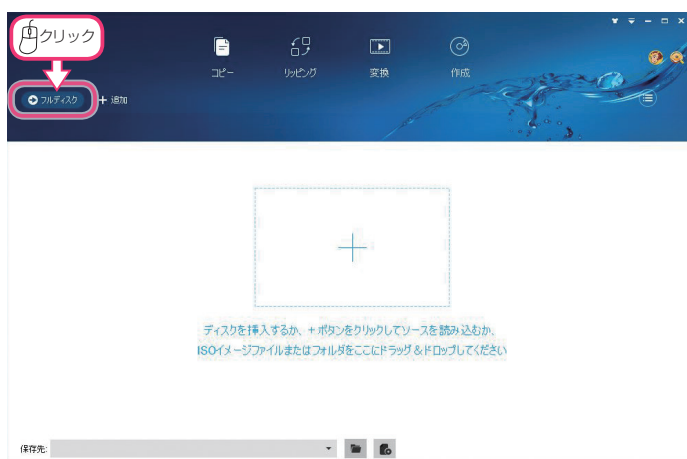 クリック
コピー
リッピング
変換
作成
フルディスク
追加
ディスクを挿入するか、+ボタンをクリックしてソースを読み込むか、
ISOイメージファイルまたはフォルダをここにドラッグ&ドロップしてください
保存先: